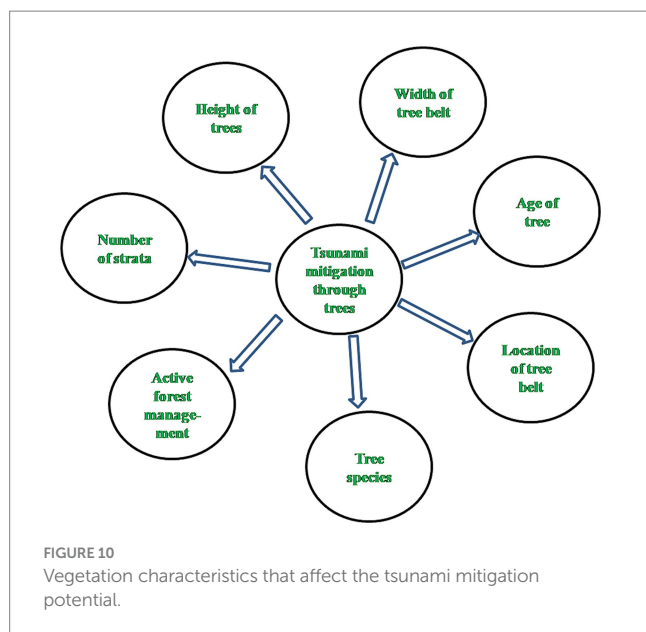 Height of
trees
Width of
tree belt
Age of
tree
Number
of strata
Tsunami
mitigation
through
trees
Location
of tree
belt
Active
forest
manage-
ment
Tree
species
FIGURE 10
Vegetation characteristics that affect the tsunami mitigation
potential.